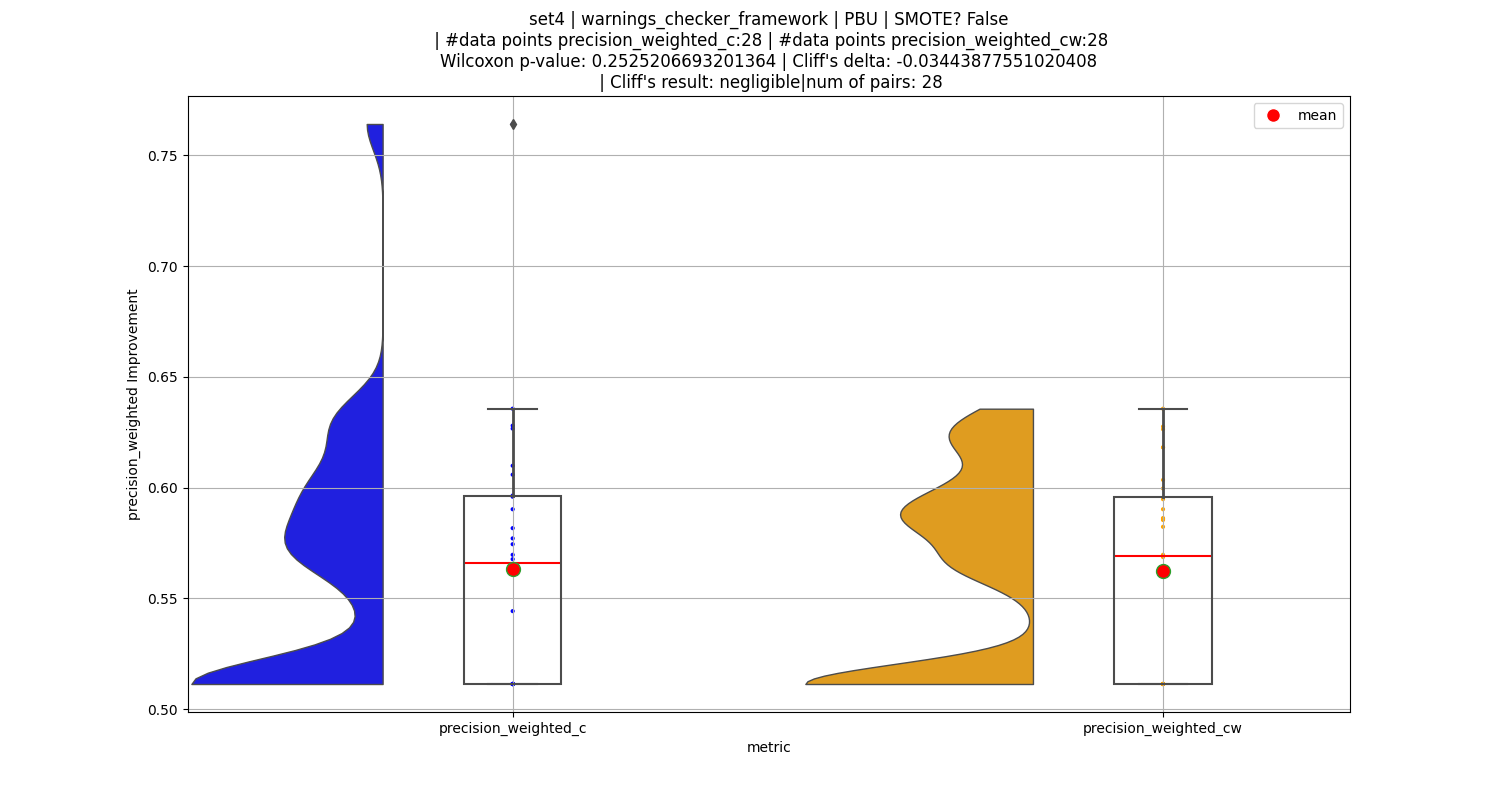 set4 | warnings_checker_framework | PBU | SMOTE? False
| #data points precision_weighted_c:28 | #data points precision_weighted_cw:28
Wilcoxon p-value: 0.2525206693201364 | Cliff's delta: -0.03443877551020408
| Cliff's result: negligible|num of pairs: 28
mean
precision_weighted Improvement
0.75
0.70
0.65
0.60
0.55
0.50
precision_weighted_c
precision_weighted_cw
metric